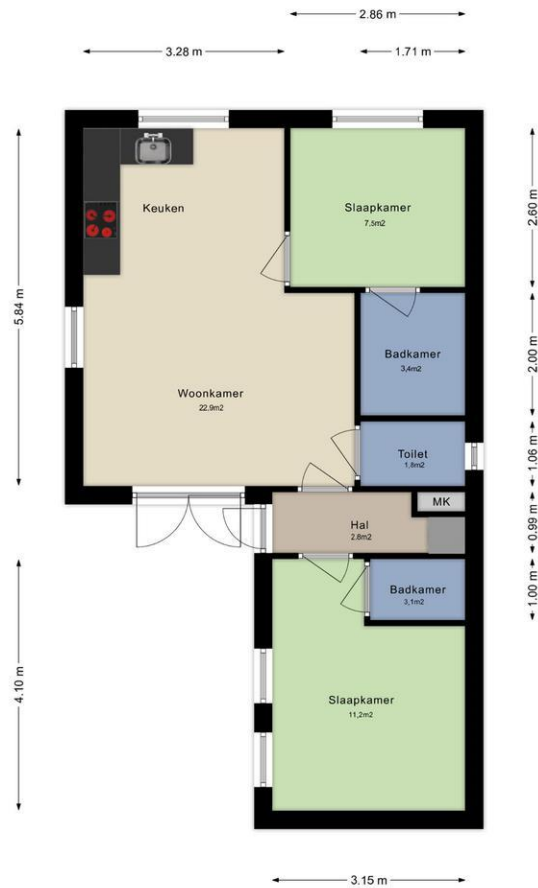 2.86 m
3.28 m
1.71 m
Keuken
Slaapkamer
7.5m2
2.60 m
5.84 m
Badkamer
3,4m2
2.00 m
Woonkamer
22.9m2
Toilet
1,8m2
1.06 m
MK
Hal
2,8m2
0.99 m
Badkamer
3,1m2
1.00 m
4.10 m
Slaapkamer
11,2m2
3.15 m